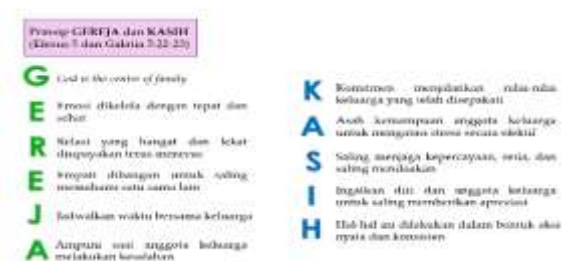 Prinsip GEREJA dan KASIH
(Efesus 5 dan Galatia 5:22-23)
G God is the center of family
E Emosi dikelola dengan tepat dan
sehat
R Relasi yang hangat dan lekat
diupayakan terus menerus
E Empati dibangun untuk saling
memahami satu sama lain
J Jadwalkan waktu bersama keluarga
A Ampuni saat anggota keluarga
melakukan kesalahan
K Komitmen menjalankan nilai-nilai
keluarga yang telah disepakati
A Asah kemampuan anggota keluarga
untuk mengatasi stress secara efektif
S Saling menjaga kepercayaan, setia, dan
saling mendoakan
I Ingatkan diri dan anggota keluarga
untuk saling memberikan apresiasi
H Hal-hal dilakukan dalam bentuk aksi
nyata dan konsisten